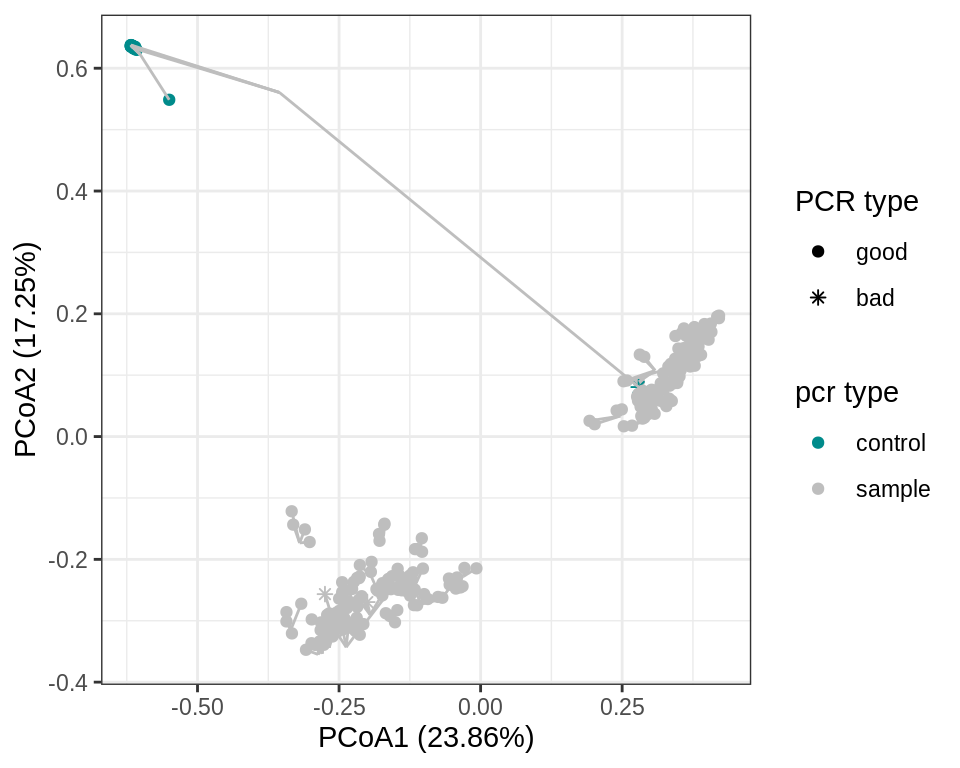 0.6
0.4
0.2
0.0
-0.2
-0.4
PCoA2 (17.25%)
-0.50
-0.25
0.00
0.25
PCoA1 (23.86%)
PCR type
good
bad
pcr type
control
sample